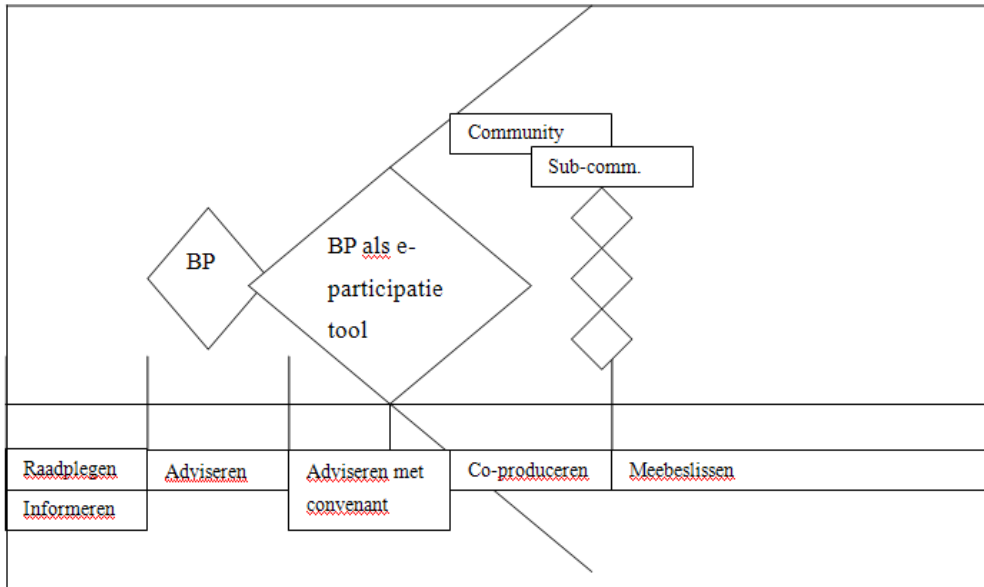 Community
Sub-comm.
BP
BP als e-
participatie
tool
Raadplegen
Adviseren
Adviseren met
convenant
Co-produceren
Meebeslissen
Informeren